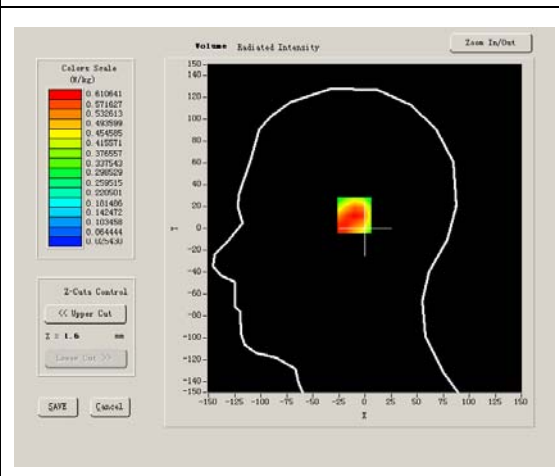 Volume Radiated Intensity
Zoom In/Out
Colors Scale
(W/kg)
0.610641
0.571627
0.532613
0.493599
0.454585
0.415571
0.376557
0.337543
0.298529
0.259515
0.220501
0.181486
0.142472
0.103458
0.064444
0.025430
Z-Cuts Control
<< Upper Cut
Z = 1.6 mm
Lower Cut >>
SAVE
Cancel
150
140
120
100
80
60
40
20
0
-20
-40
-60
-80
-100
-120
-140
-150
Y
-150 -125 -100 -75 -50 -25 0 25 50 75 100 125 150
X